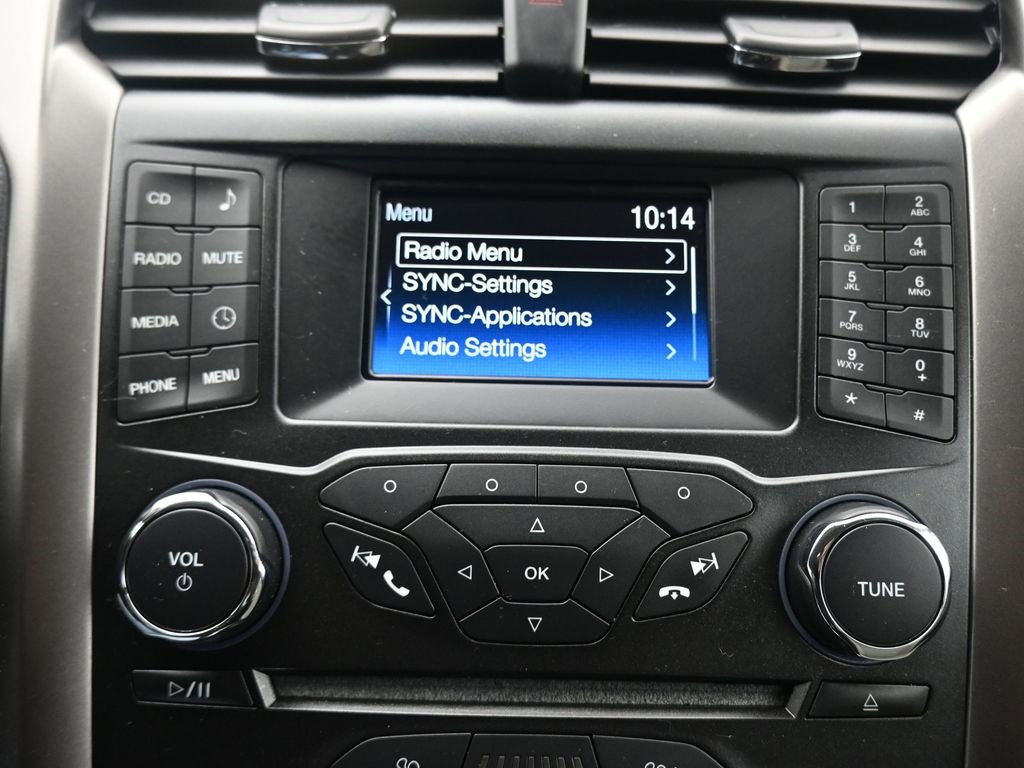 Menu 10:14
Radio Menu
SYNC-Settings
SYNC-Applications
Audio Settings
CD
RADIO MUTE
MEDIA
PHONE MENU
1 2 ABC
3 DEF 4 GHI
5 JKL 6 MNO
7 PQRS 8 TUV
9 WXYZ 0 +
* #
VOL
OK
TUNE